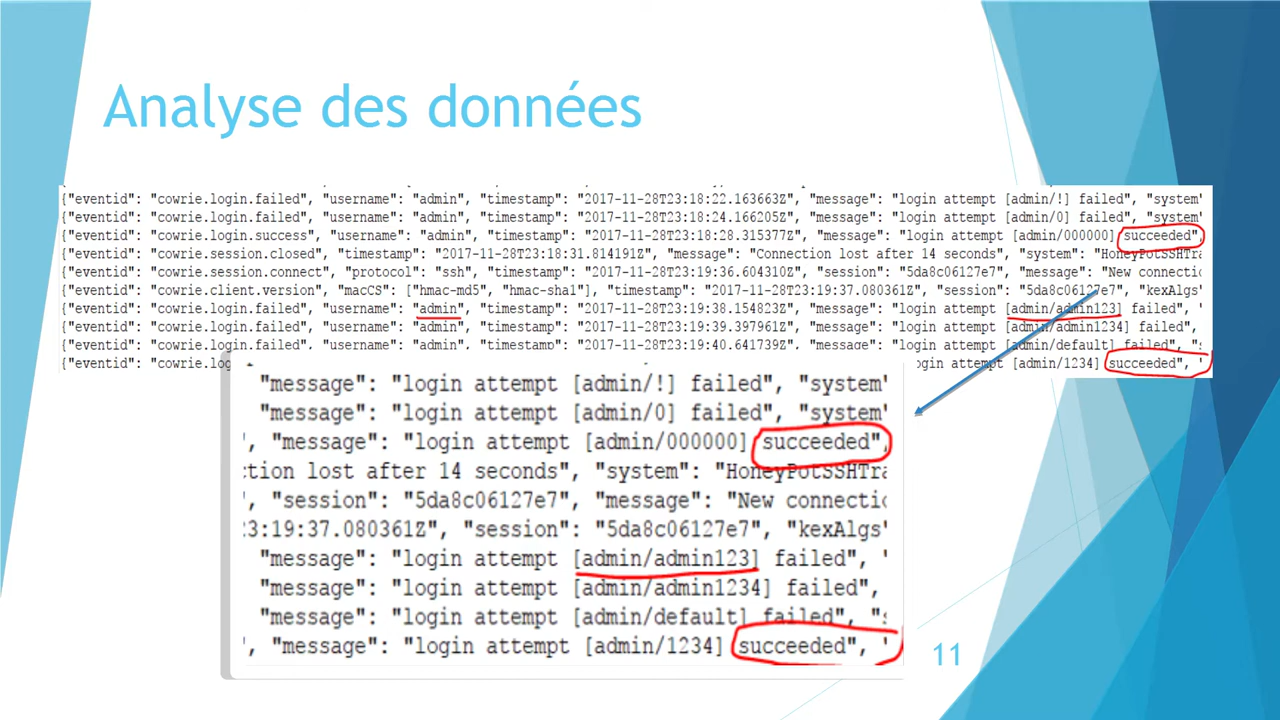 Analyse des données
{"eventid": "cowrie.login.failed", "username": "admin", "timestamp": "2017-11-28T23:18:22.163663Z", "message": "login attempt [admin/!] failed", "system"
{"eventid": "cowrie.login.failed", "username": "admin", "timestamp": "2017-11-28T23:18:24.166205Z", "message": "login attempt [admin/0] failed", "system"
{"eventid": "cowrie.login.success", "username": "admin", "timestamp": "2017-11-28T23:18:28.315377Z", "message": "login attempt [admin/000000] succeeded",
{"eventid": "cowrie.session.closed", "timestamp": "2017-11-28T23:18:31.814191Z", "message": "Connection lost after 14 seconds", "system": "HoneyPotSSHTra
{"eventid": "cowrie.session.connect", "protocol": "ssh", "timestamp": "2017-11-28T23:19:36.604310Z", "session": "5da8c06127e7", "message": "New connectio
{"eventid": "cowrie.client.version", "macCS": ["hmac-md5", "hmac-sha1"], "timestamp": "2017-11-28T23:19:37.080361Z", "session": "5da8c06127e7", "kexAlgs"
{"eventid": "cowrie.login.failed", "username": "admin", "timestamp": "2017-11-28T23:19:38.154823Z", "message": "login attempt [admin/admin123] failed",
{"eventid": "cowrie.login.failed", "username": "admin", "timestamp": "2017-11-28T23:19:39.397961Z", "message": "login attempt [admin/admin1234] failed",
{"eventid": "cowrie.login.failed", "username": "admin", "timestamp": "2017-11-28T23:19:40.641739Z", "message": "login attempt [admin/default] failed", "s
{"eventid": "c ogin attempt [admin/1234] succeeded", "
"message": "login attempt [admin/!] failed", "system"
"message": "login attempt [admin/0] failed", "system"
", "message": "login attempt [admin/000000] succeeded",
ction lost after 14 seconds", "system": "HoneyPotSSHTra
", "session": "5da8c06127e7", "message": "New connectio
23:19:37.080361Z", "session": "5da8c06127e7", "kexAlgs"
"message": "login attempt [admin/admin123] failed", "
"message": "login attempt [admin/admin1234] failed",
"message": "login attempt [admin/default] failed", "s
", "message": "login attempt [admin/1234] succeeded", "
11